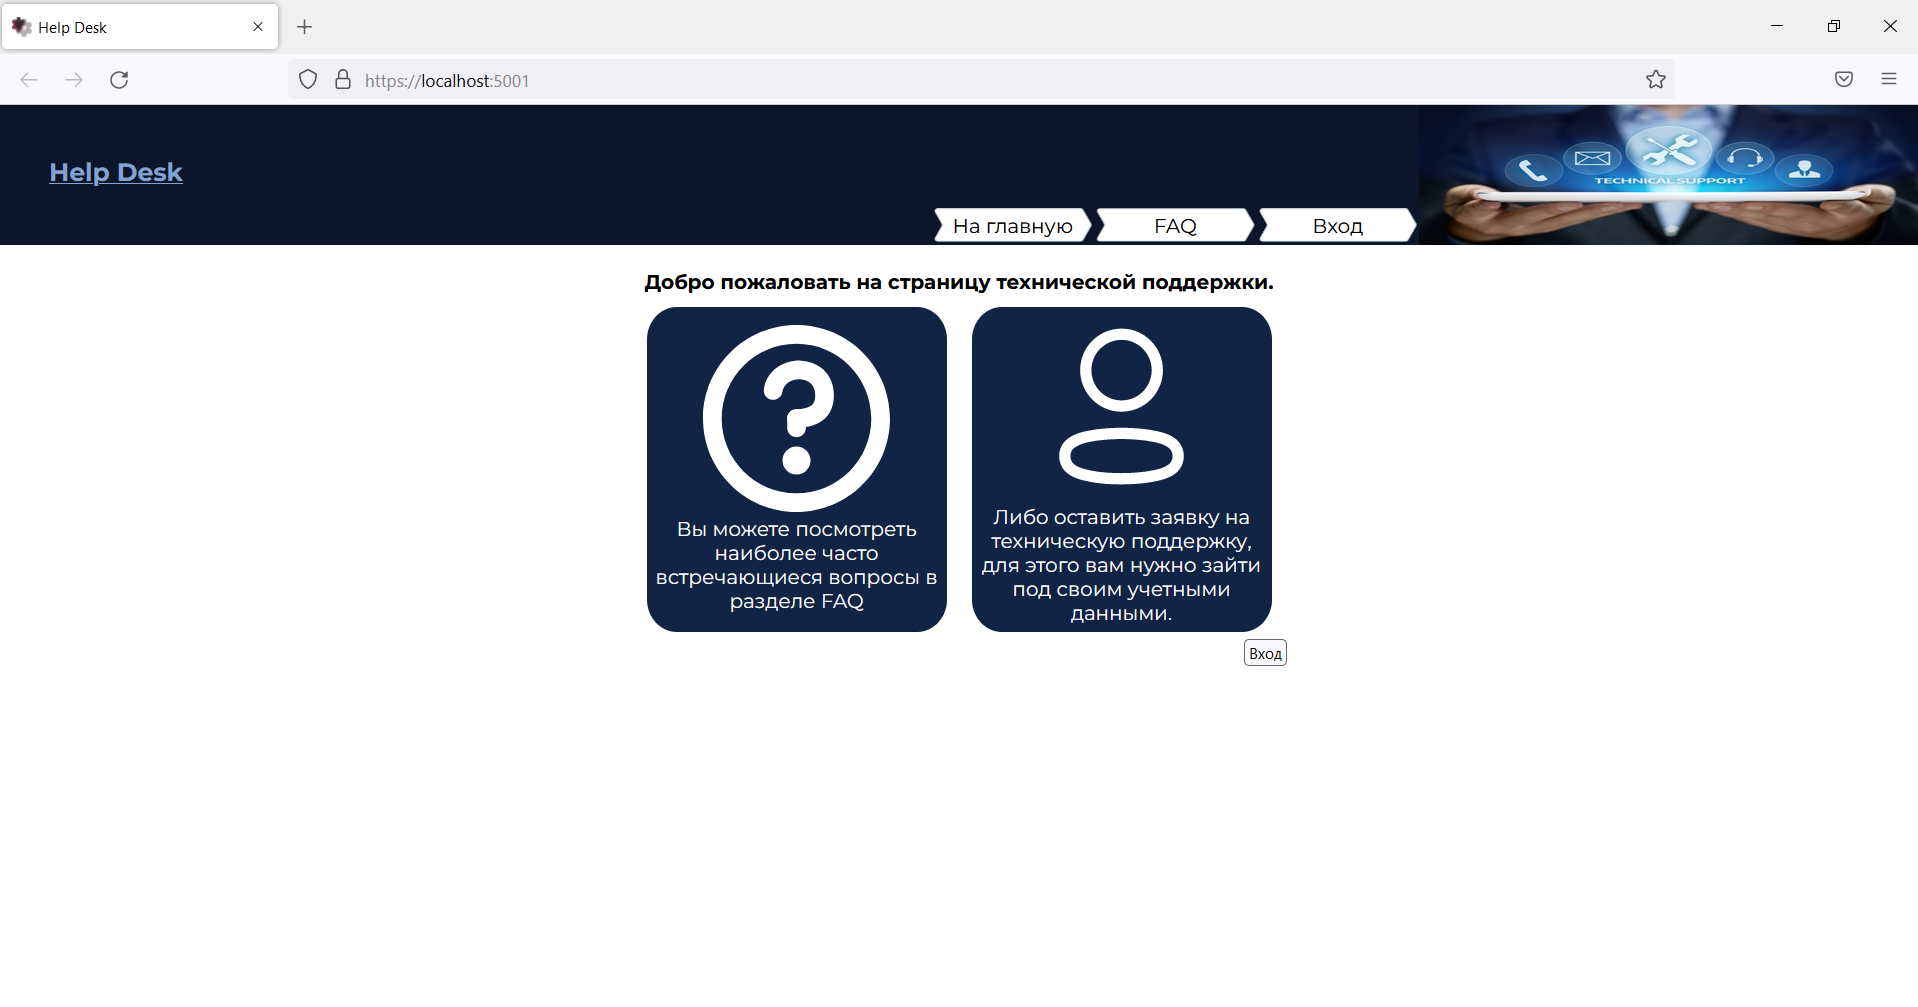 Help Desk
https://localhost:5001
Help Desk
TECHNICAL SUPPORT
На главную
FAQ
Вход
Добро пожаловать на страницу технической поддержки.
Вы можете посмотреть
наиболее часто
встречающиеся вопросы в
разделе FAQ
Либо оставить заявку на
техническую поддержку,
для этого вам нужно зайти
под своим учетными
данными.
Вход